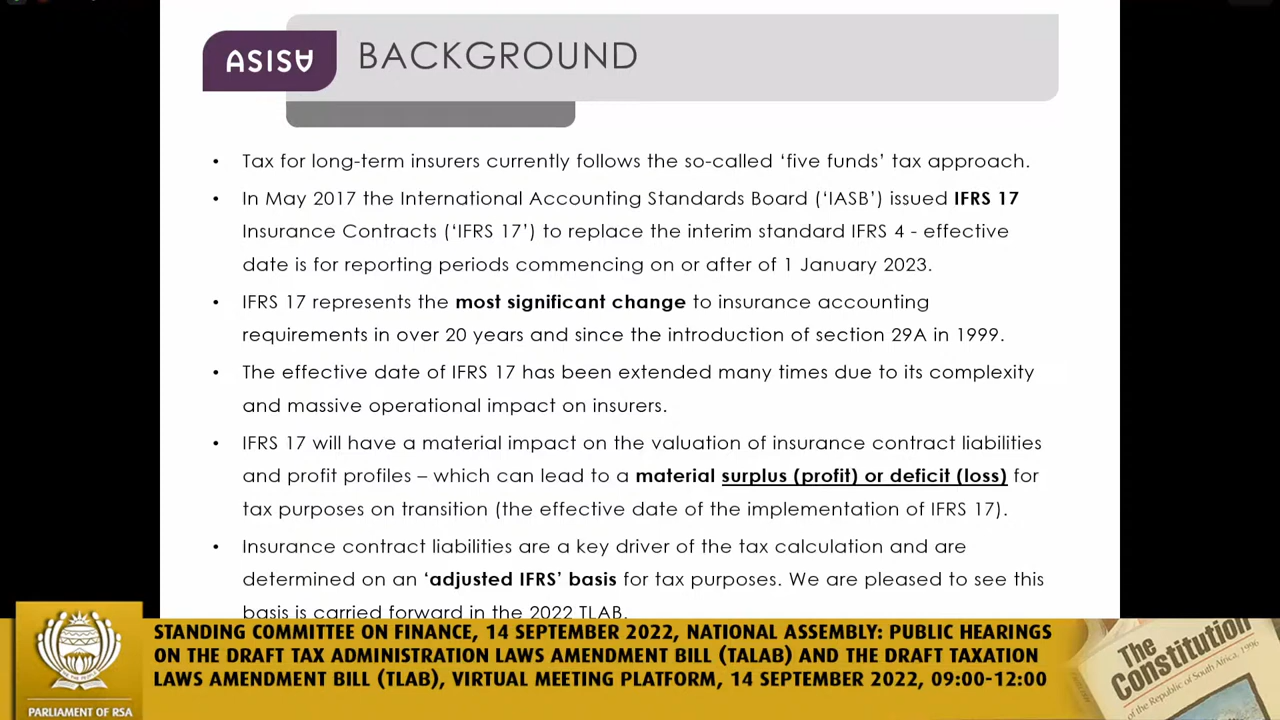 ASISA
BACKGROUND
• Tax for long-term insurers currently follows the so-called ‘five funds’ tax approach.
• In May 2017 the International Accounting Standards Board (‘IASB’) issued IFRS 17
Insurance Contracts (‘IFRS 17’) to replace the interim standard IFRS 4 - effective
date is for reporting periods commencing on or after of 1 January 2023.
• IFRS 17 represents the most significant change to insurance accounting
requirements in over 20 years and since the introduction of section 29A in 1999.
• The effective date of IFRS 17 has been extended many times due to its complexity
and massive operational impact on insurers.
• IFRS 17 will have a material impact on the valuation of insurance contract liabilities
and profit profiles – which can lead to a material surplus (profit) or deficit (loss) for
tax purposes on transition (the effective date of the implementation of IFRS 17).
• Insurance contract liabilities are a key driver of the tax calculation and are
determined on an ‘adjusted IFRS’ basis for tax purposes. We are pleased to see this
basis is carried forward in the 2022 TLAB.
STANDING COMMITTEE ON FINANCE, 14 SEPTEMBER 2022, NATIONAL ASSEMBLY: PUBLIC HEARINGS
ON THE DRAFT TAX ADMINISTRATION LAWS AMENDMENT BILL (TALAB) AND THE DRAFT TAXATION
LAWS AMENDMENT BILL (TLAB), VIRTUAL MEETING PLATFORM, 14 SEPTEMBER 2022, 09:00-12:00
PARLIAMENT OF RSA
The
Constitution
of the Republic of South Africa, 1996